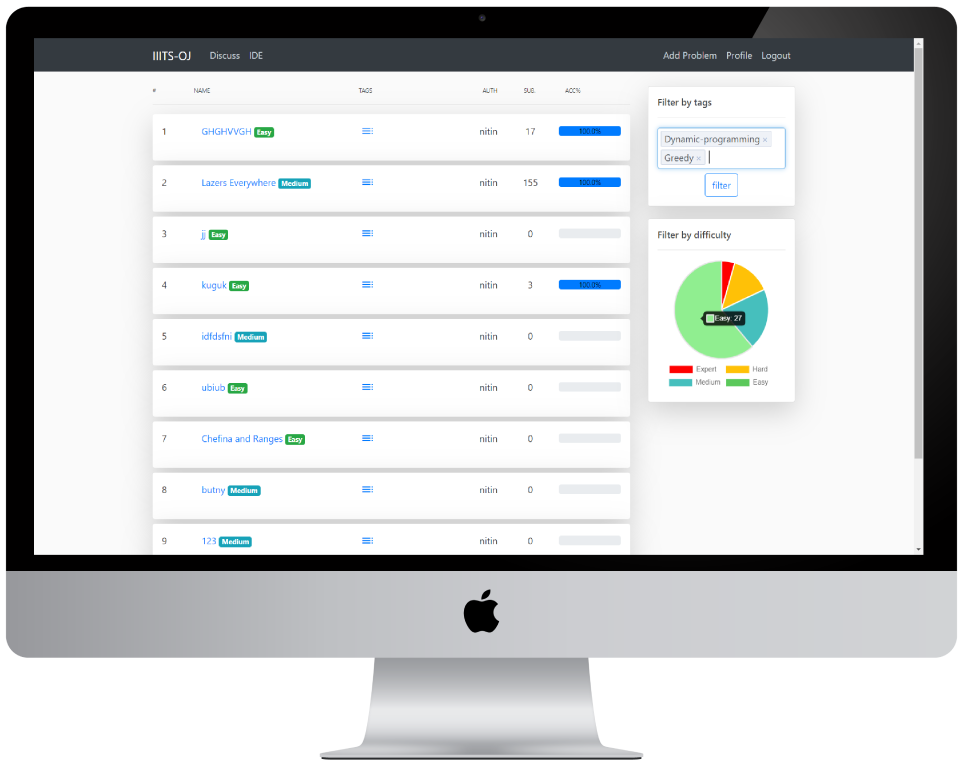 IIITS-OJ Discuss IDE Add Problem Profile Logout
# NAME TAGS AUTH SUB. ACC%
1 GHGHVVGH Easy nitin 17 100.0%
2 Lazers Everywhere Medium nitin 155 100.0%
3 jj Easy nitin 0
4 kuguk Easy nitin 3 100.0%
5 idfdsfni Medium nitin 0
6 ubiub Easy nitin 0
7 Chefina and Ranges Easy nitin 0
8 butny Medium nitin 0
9 123 Medium nitin 0
Filter by tags
Dynamic-programming ×
Greedy ×
filter
Filter by difficulty
Easy: 27
Expert Hard
Medium Easy